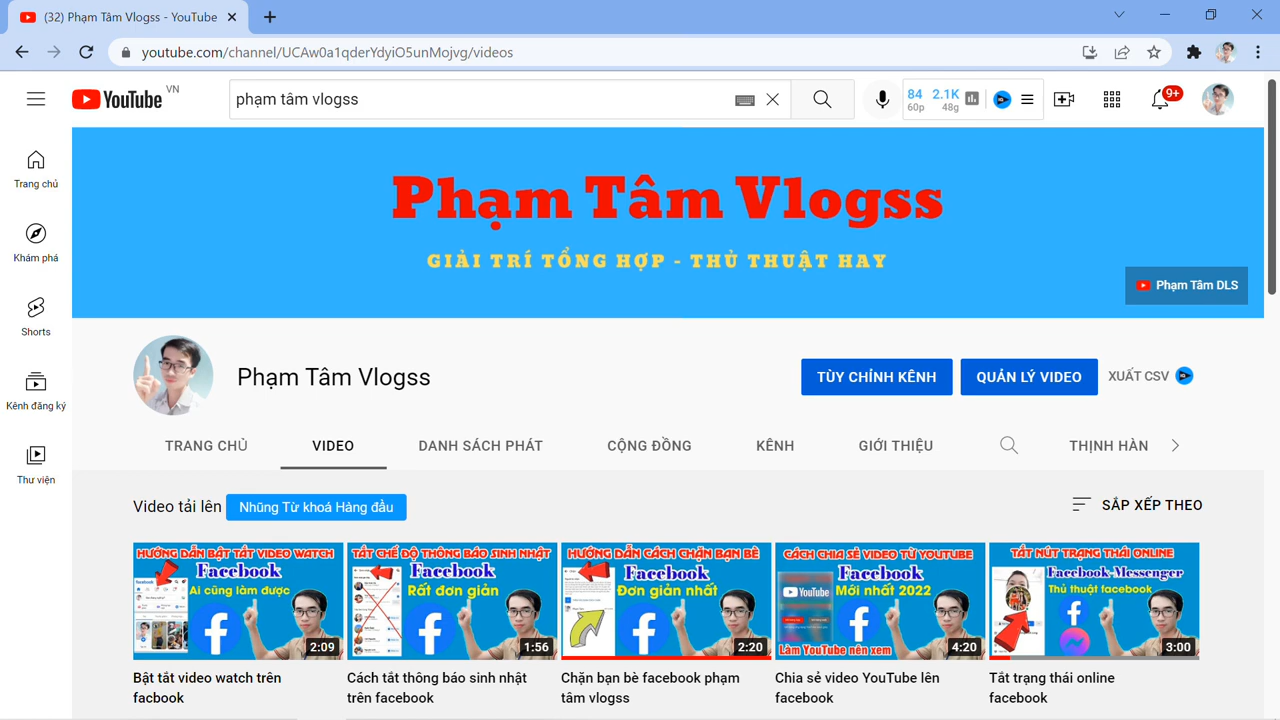 (32) Phạm Tâm Vlogss - YouTube
youtube.com/channel/UCAw0a1qderYdyiO5unMojvg/videos
YouTube VN
phạm tâm vlogss
84 2.1K
60p 48g
9+
Trang chủ
Khám phá
Shorts
Kênh đăng ký
Thư viện
Phạm Tâm Vlogss
GIẢI TRÍ TỔNG HỢP - THỦ THUẬT HAY
Phạm Tâm DLS
Phạm Tâm Vlogss
TÙY CHỈNH KÊNH
QUẢN LÝ VIDEO
XUẤT CSV
TRANG CHỦ
VIDEO
DANH SÁCH PHÁT
CỘNG ĐỒNG
KÊNH
GIỚI THIỆU
THỊNH HÀN
Video tải lên
Những Từ khoá Hàng đầu
SẮP XẾP THEO
HƯỚNG DẪN BẬT TẮT VIDEO WATCH
Facebook
Ai cũng làm được
2:09
Bật tắt video watch trên
facbook
TẮT CHẾ ĐỘ THÔNG BÁO SINH NHẬT
Facebook
Rất đơn giản
1:56
Cách tắt thông báo sinh nhật
trên facebook
HƯỚNG DẪN CÁCH CHẶN BẠN BÈ
Facebook
Đơn giản nhất
2:20
Chặn bạn bè facebook phạm
tâm vlogss
CÁCH CHIA SẺ VIDEO TỪ YOUTUBE
Facebook
Mới nhất 2022
YouTube
Làm YouTube nên xem
4:20
Chia sẻ video YouTube lên
facebook
TẮT NÚT TRẠNG THÁI ONLINE
Facebook-Messenger
Thủ thuật facebook
3:00
Tắt trạng thái online
facebook